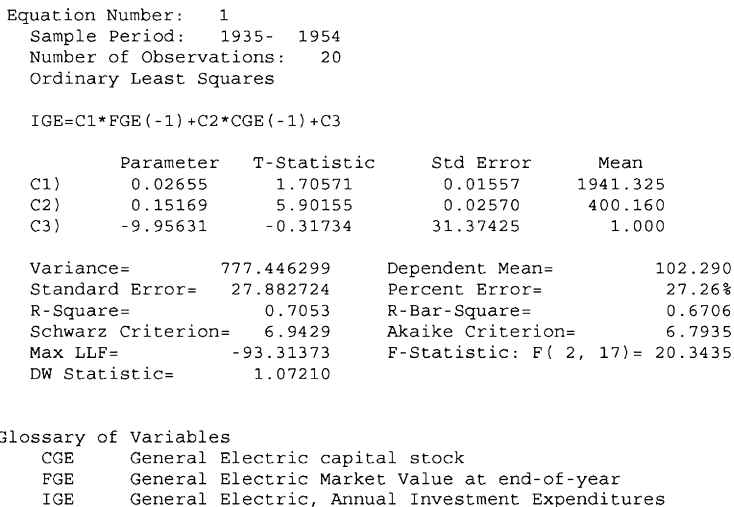 Equation Number: 1
Sample Period: 1935- 1954
Number of Observations: 20
Ordinary Least Squares
IGE=C1*FGE(-1)+C2*CGE(-1)+C3
Parameter T-Statistic Std Error Mean
C1) 0.02655 1.70571 0.01557 1941.325
C2) 0.15169 5.90155 0.02570 400.160
C3) -9.95631 -0.31734 31.37425 1.000
Variance= 777.446299 Dependent Mean= 102.290
Standard Error= 27.882724 Percent Error= 27.26%
R-Square= 0.7053 R-Bar-Square= 0.6706
Schwarz Criterion= 6.9429 Akaike Criterion= 6.7935
Max LLF= -93.31373 F-Statistic: F( 2, 17)= 20.3435
DW Statistic= 1.07210
Glossary of Variables
CGE General Electric capital stock
FGE General Electric Market Value at end-of-year
IGE General Electric, Annual Investment Expenditures